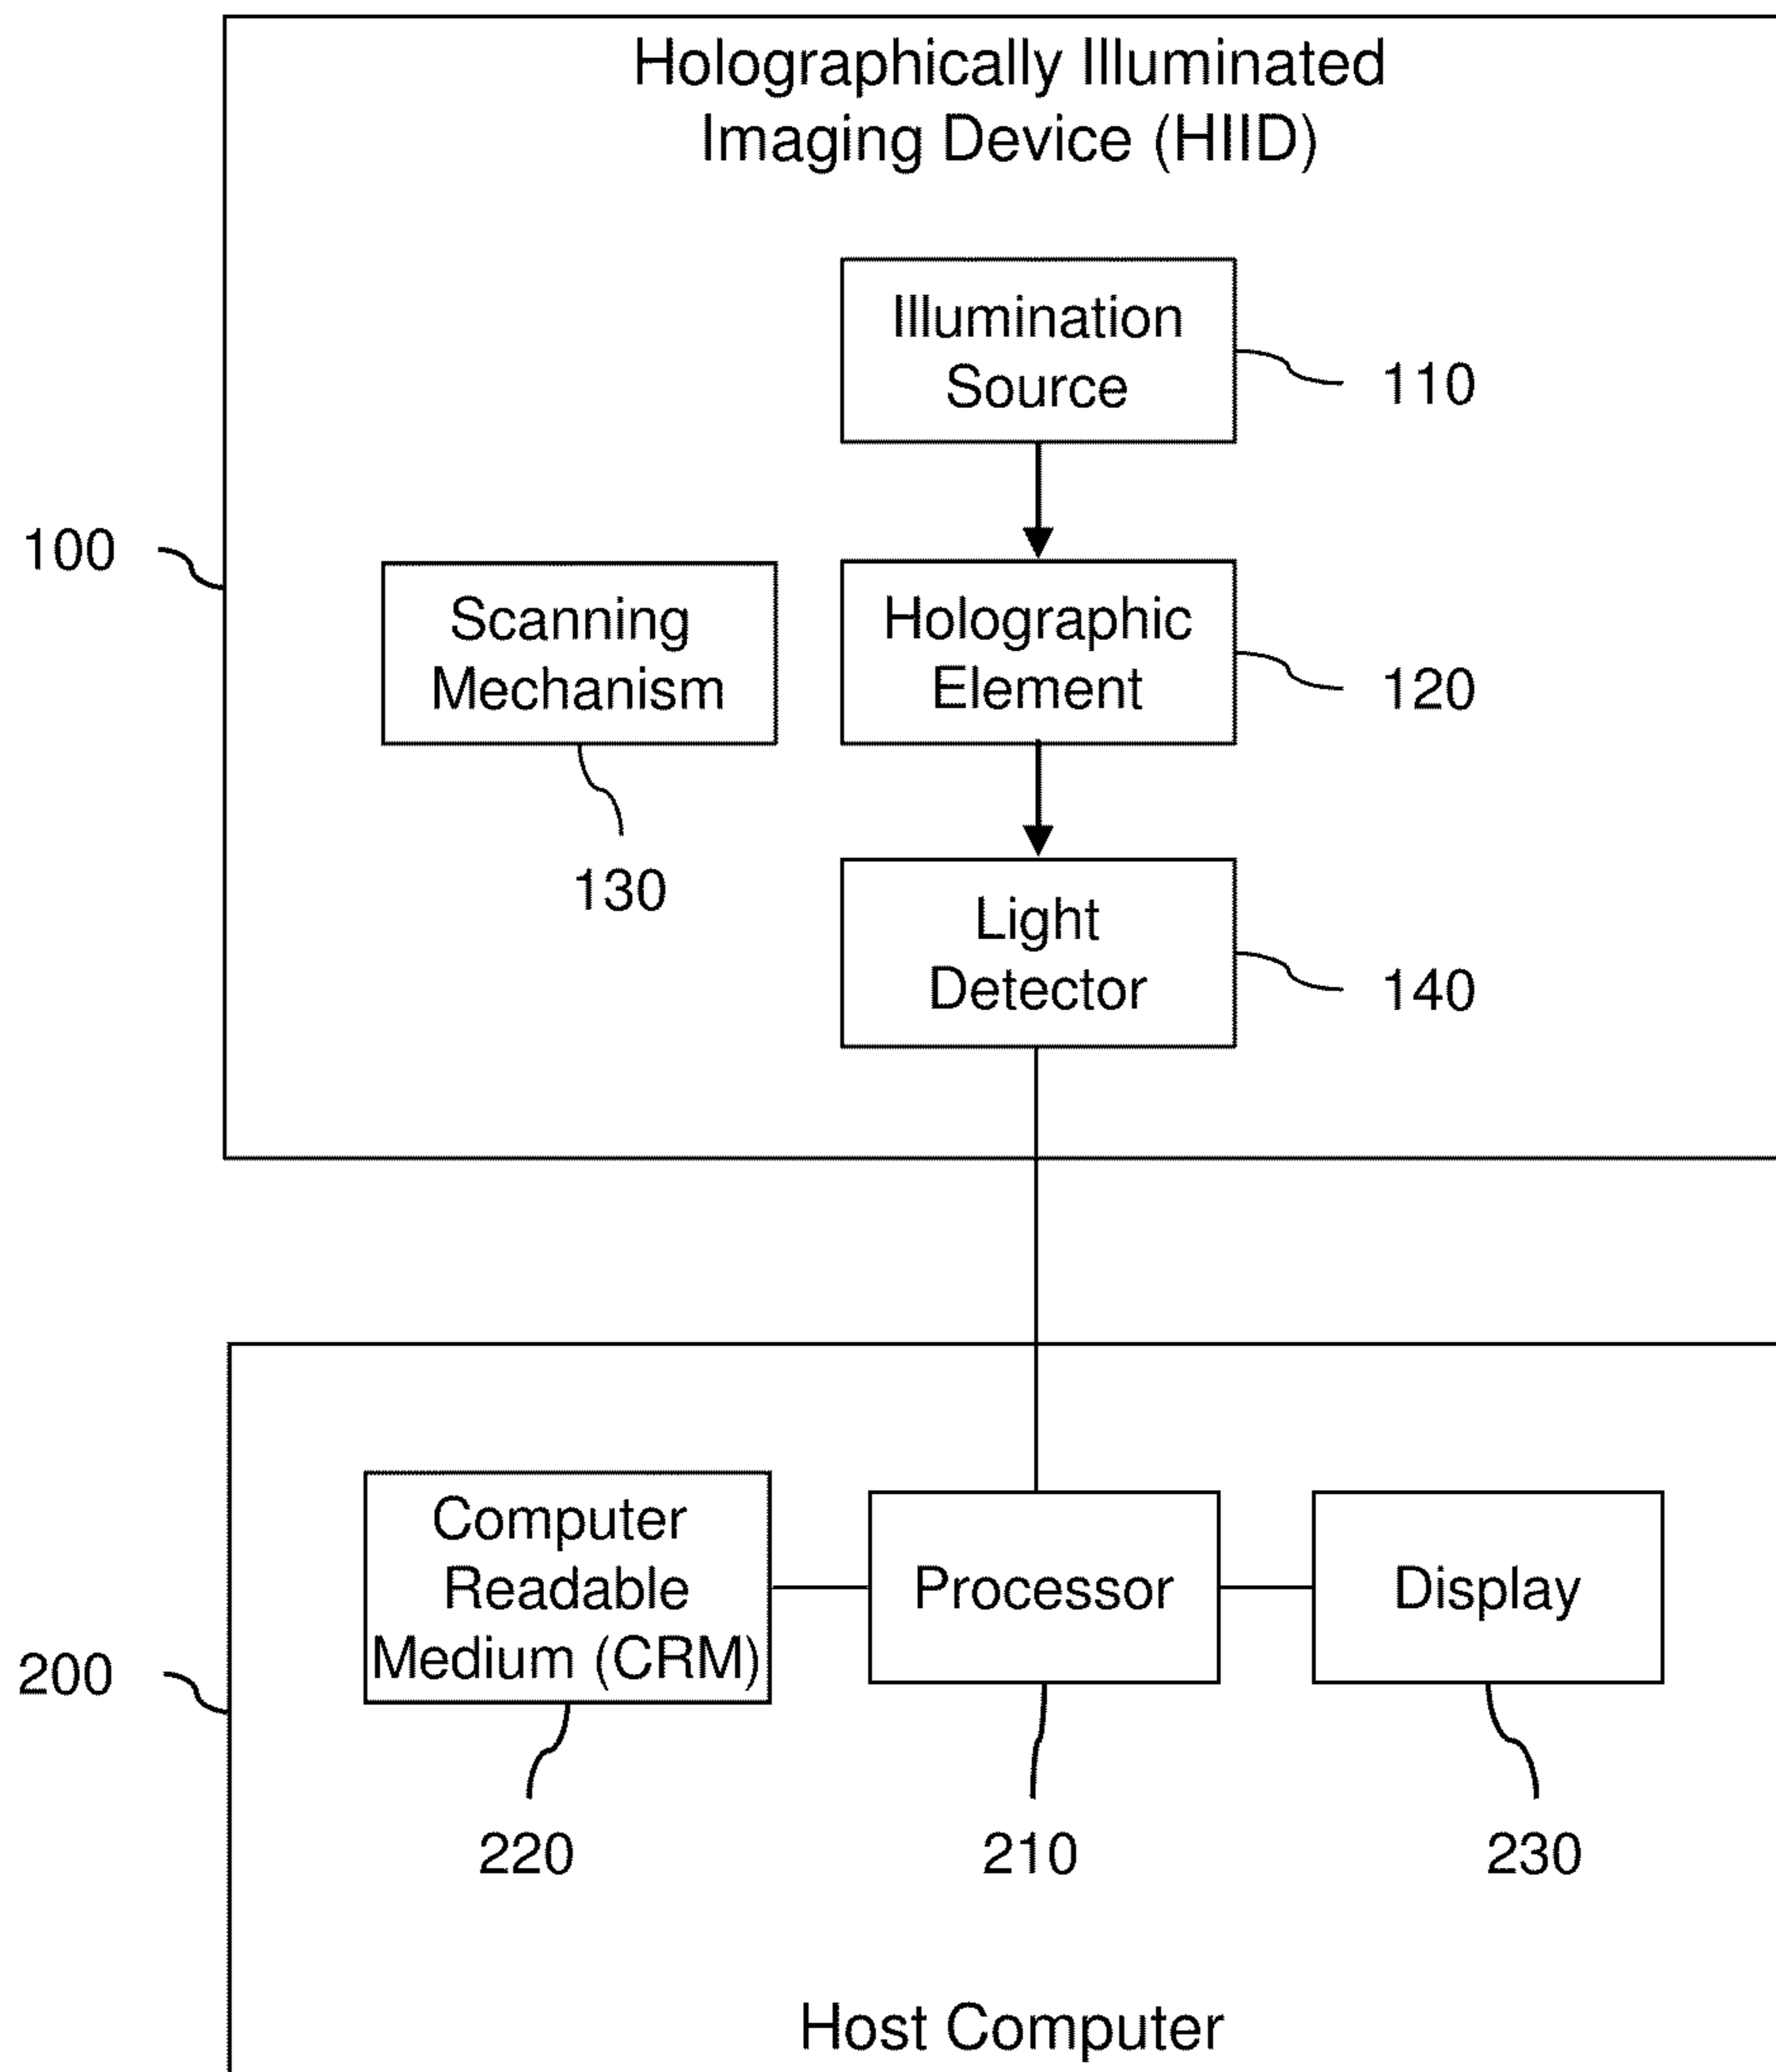 Holographically Illuminated
Imaging Device (HIID)
Illumination
Source
110
100
Scanning
Mechanism
Holographic
Element
120
130
Light
Detector
140
Computer
Readable
Medium (CRM)
Processor
Display
200
220
210
230
Host Computer